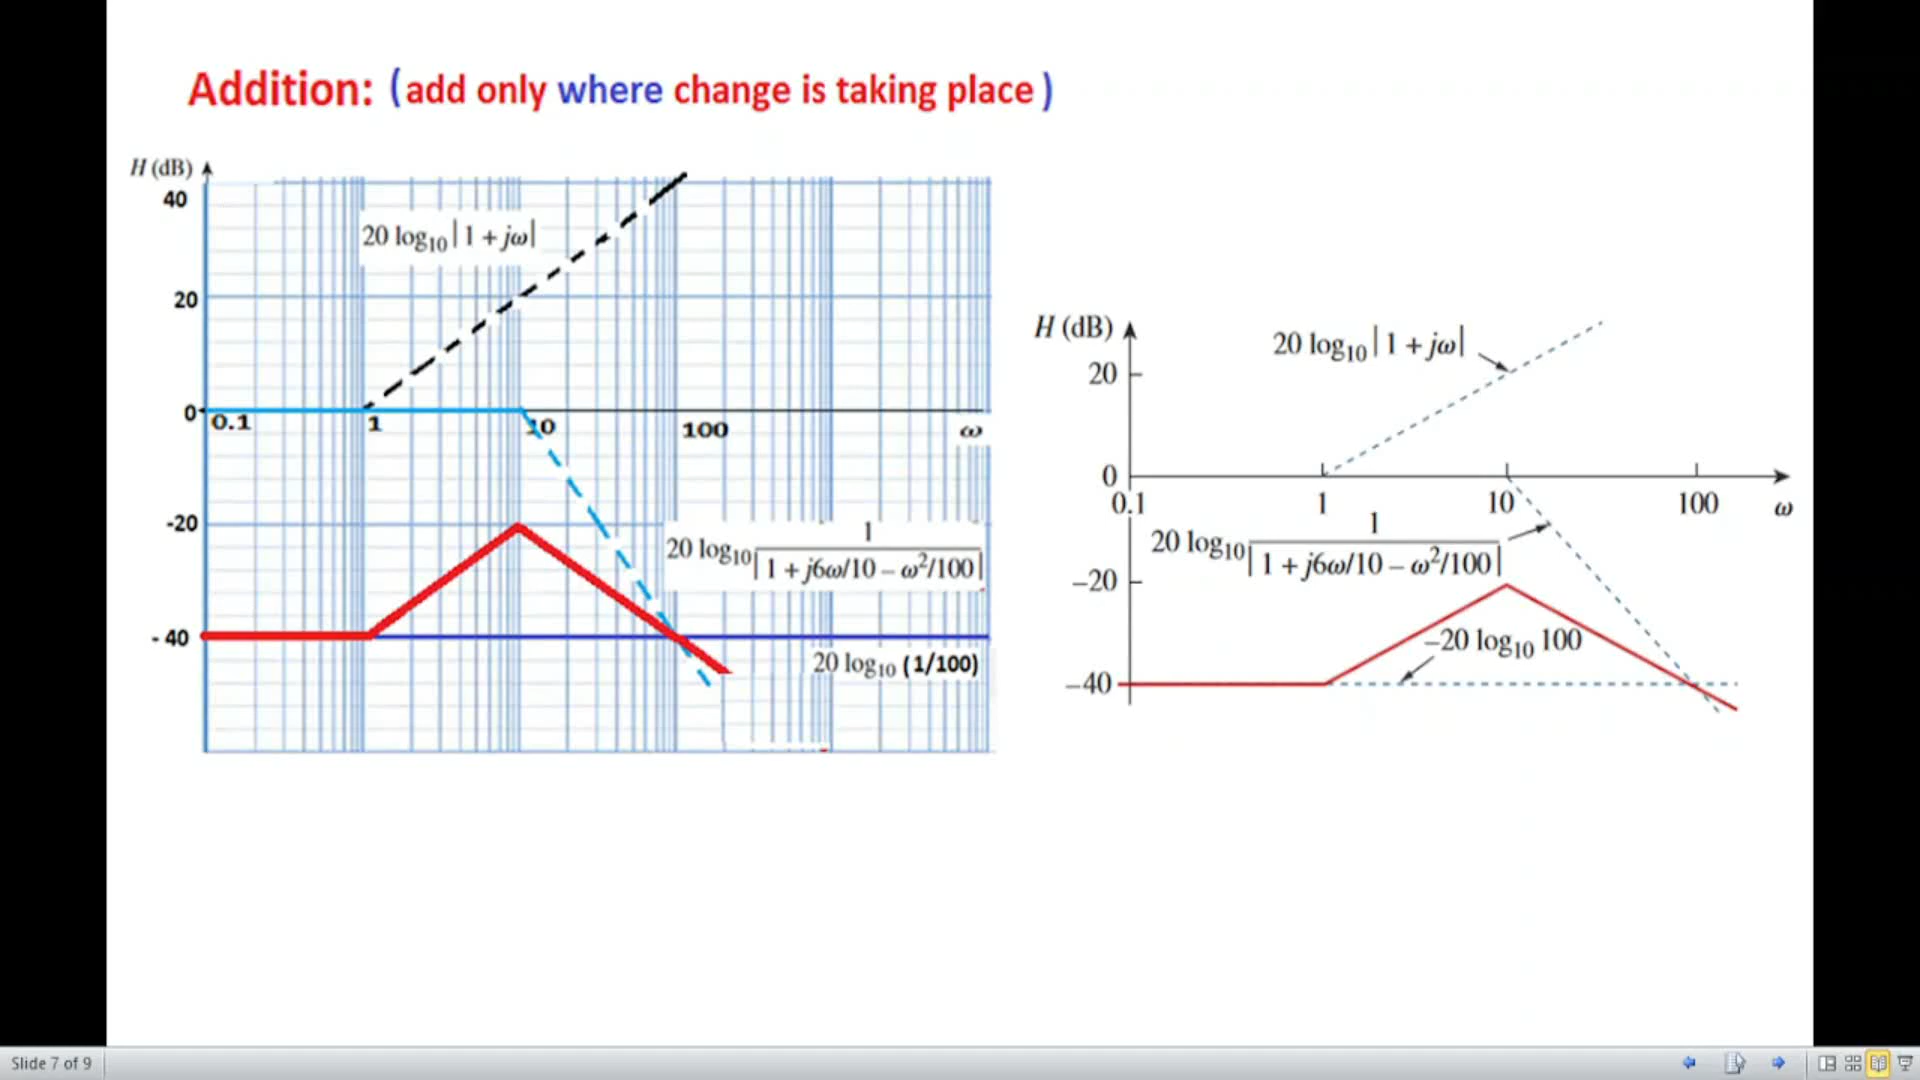 Addition: (add only where change is taking place)
H (dB)
40
20 log10 |1 + jω|
20
0
0.1
1
10
100
ω
-20
20 log10 1 / |1 + j6ω/10 – ω²/100|
- 40
20 log10 (1/100)
H (dB)
20 log10 |1 + jω|
20
0
0.1
1
10
100
ω
20 log10 1 / |1 + j6ω/10 – ω²/100|
–20
–20 log10 100
–40
Slide 7 of 9